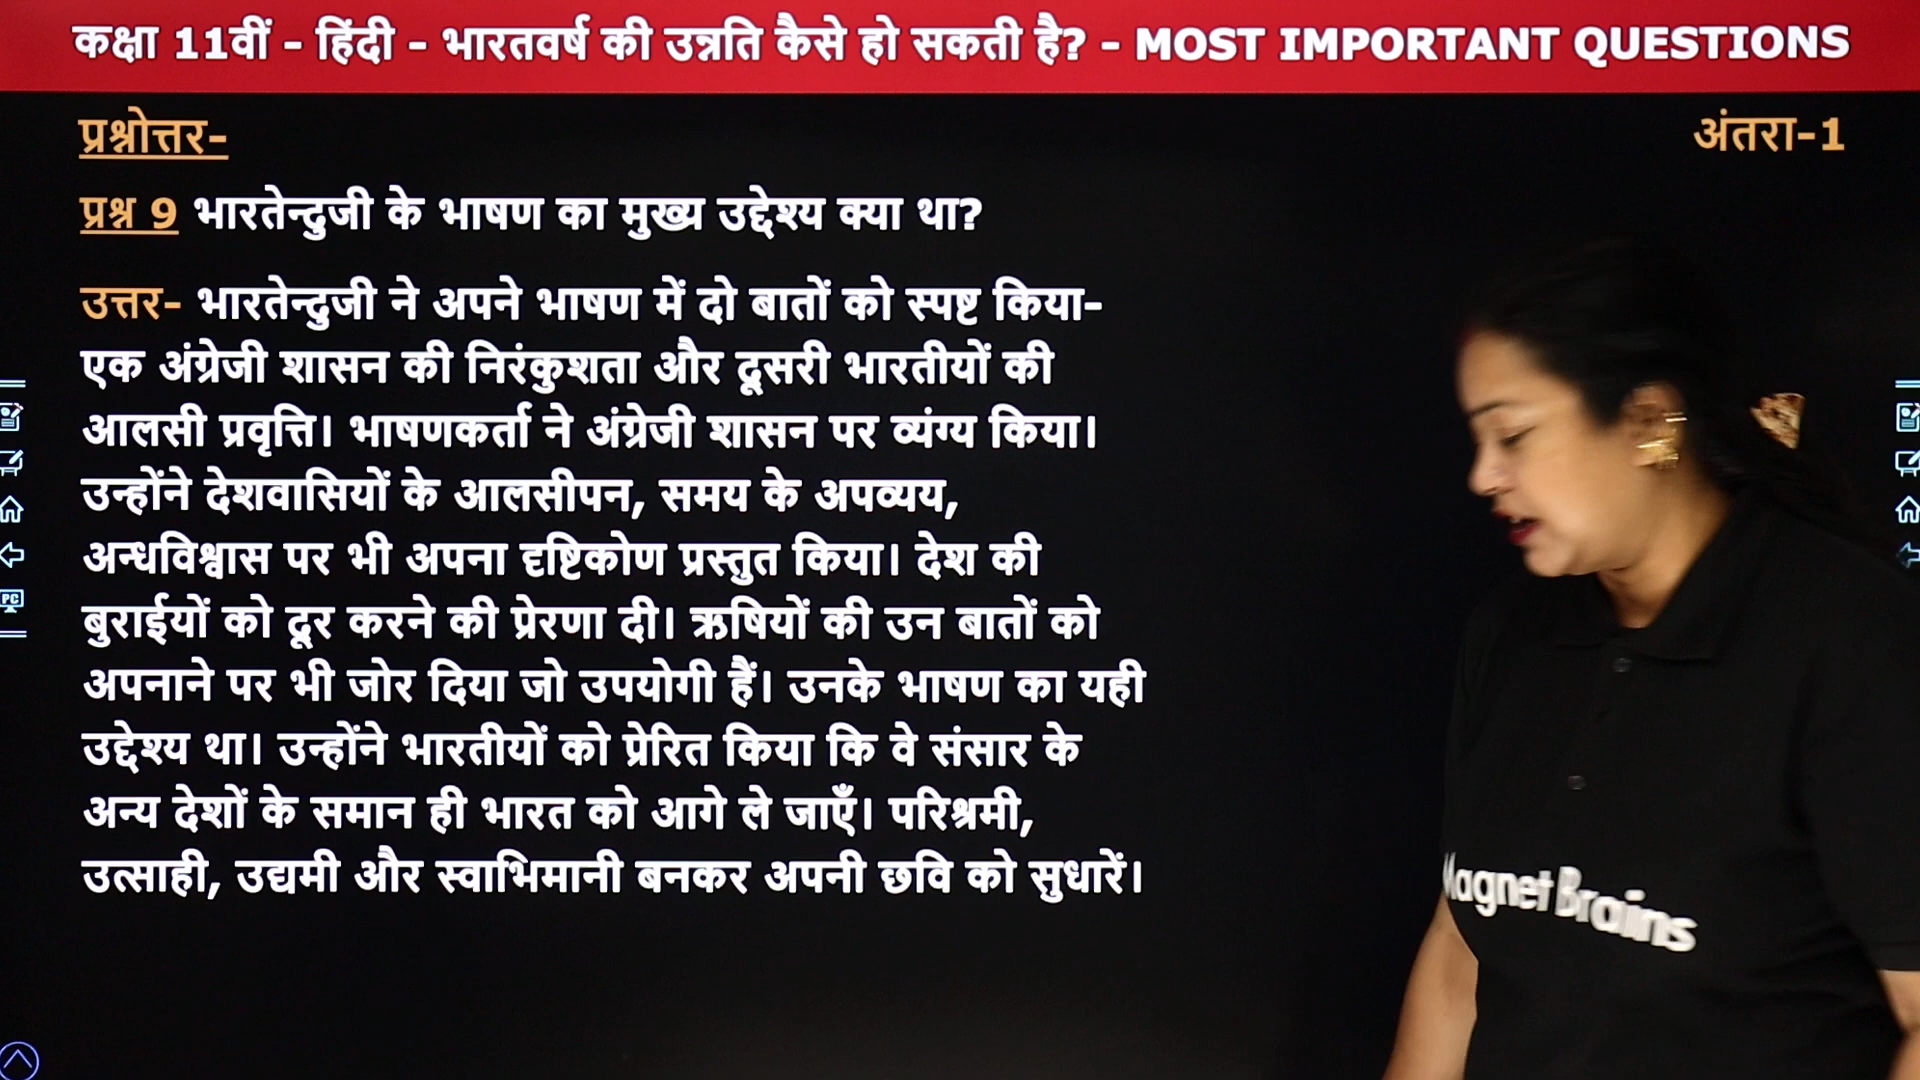 कक्षा 11वीं - हिंदी - भारतवर्ष की उन्नति कैसे हो सकती है? - MOST IMPORTANT QUESTIONS
प्रश्नोत्तर-
अंतरा-1
प्रश्न 9 भारतेन्दुजी के भाषण का मुख्य उद्देश्य क्या था?
उत्तर- भारतेन्दुजी ने अपने भाषण में दो बातों को स्पष्ट किया-
एक अंग्रेजी शासन की निरंकुशता और दूसरी भारतीयों की
आलसी प्रवृत्ति। भाषणकर्ता ने अंग्रेजी शासन पर व्यंग्य किया।
उन्होंने देशवासियों के आलसीपन, समय के अपव्यय,
अन्धविश्वास पर भी अपना दृष्टिकोण प्रस्तुत किया। देश की
बुराईयों को दूर करने की प्रेरणा दी। ऋषियों की उन बातों को
अपनाने पर भी जोर दिया जो उपयोगी हैं। उनके भाषण का यही
उद्देश्य था। उन्होंने भारतीयों को प्रेरित किया कि वे संसार के
अन्य देशों के समान ही भारत को आगे ले जाएँ। परिश्रमी,
उत्साही, उद्यमी और स्वाभिमानी बनकर अपनी छवि को सुधारें।
PC
Magnet Brains